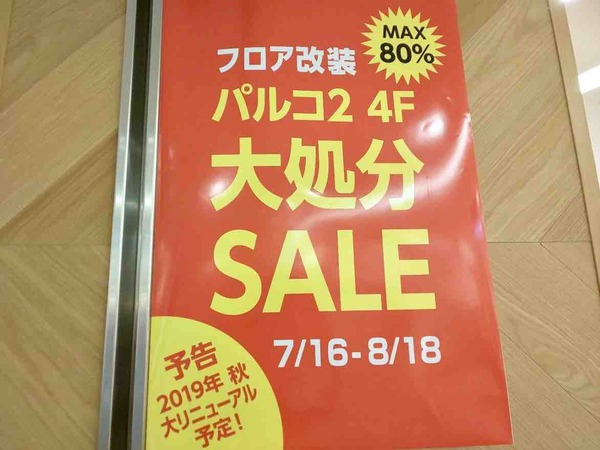 MAX
80%
フロア改装
パルコ2 4F
大処分
SALE
7/16-8/18
予告
2019年 秋
大リニューアル
予定!